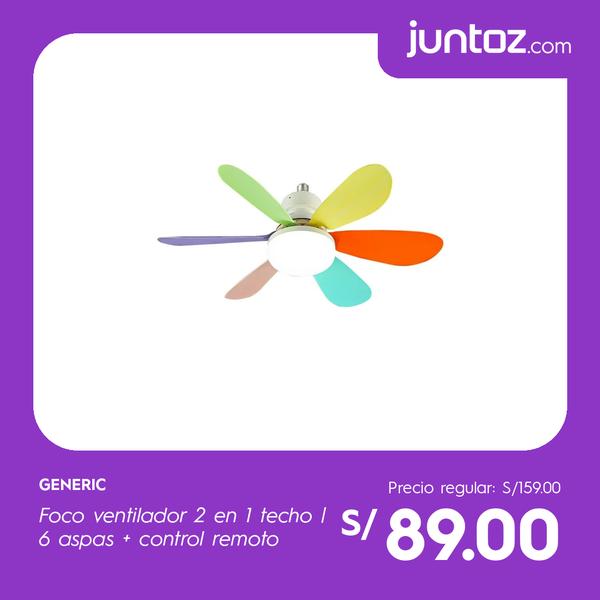 juntoz.com
GENERIC
Foco ventilador 2 en 1 techo |
6 aspas + control remoto
Precio regular: S/159.00
S/ 89.00